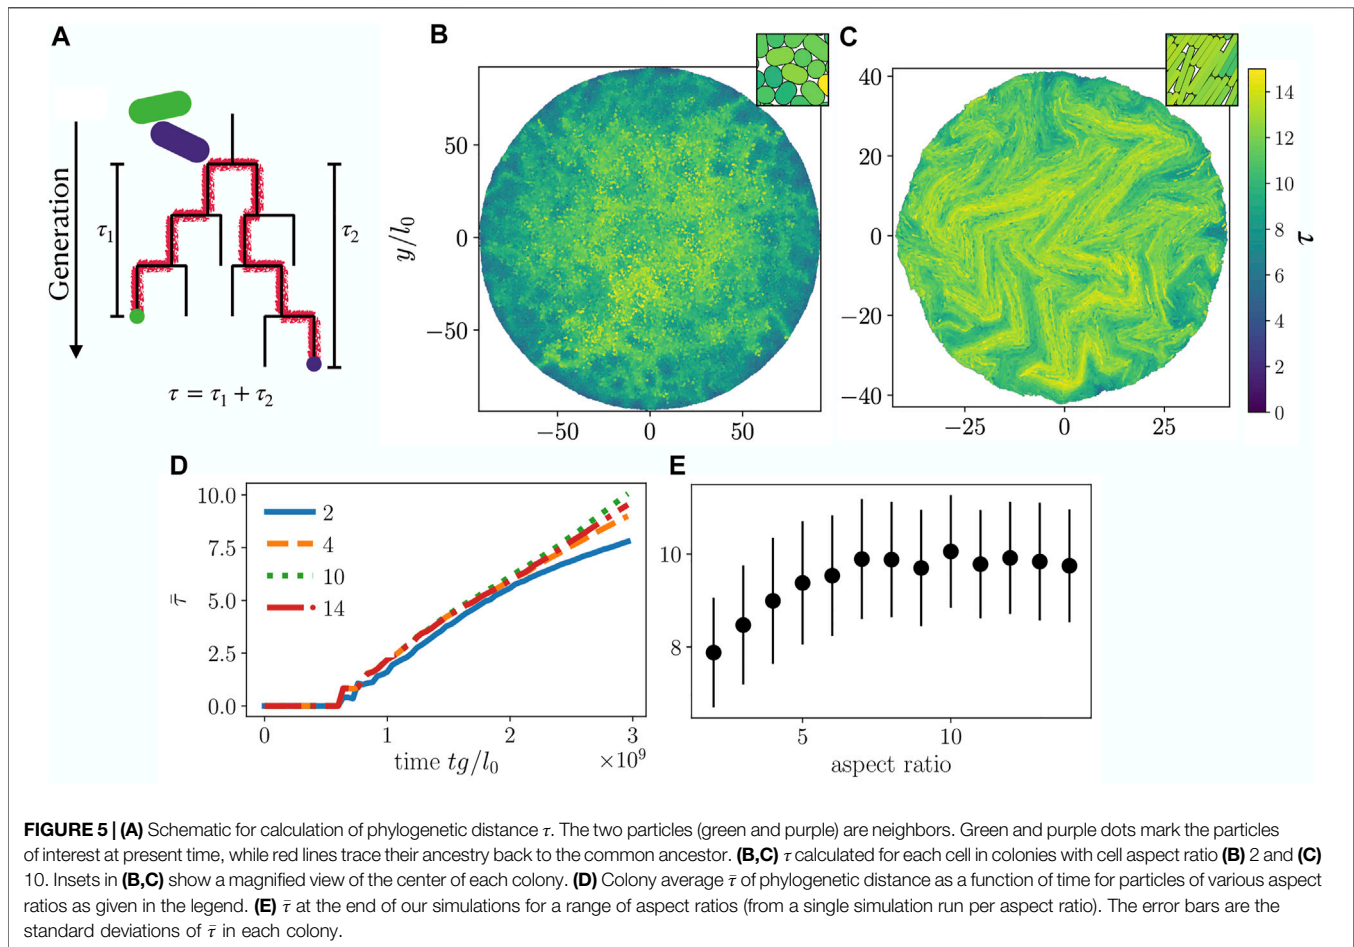 A
Generation
τ1
τ2
τ = τ1 + τ2
B
y/l0
50
0
−50
−50
0
50
C
40
20
0
−20
−40
−25
0
25
14
12
10
8
6
4
2
0
τ
D
τ̄
10.0
7.5
5.0
2.5
0.0
2
4
10
14
0
1
2
3
time tg/l0
×10⁹
E
10
8
5
10
aspect ratio
FIGURE 5 | (A) Schematic for calculation of phylogenetic distance τ. The two particles (green and purple) are neighbors. Green and purple dots mark the particles
of interest at present time, while red lines trace their ancestry back to the common ancestor. (B,C) τ calculated for each cell in colonies with cell aspect ratio (B) 2 and (C)
10. Insets in (B,C) show a magnified view of the center of each colony. (D) Colony average τ̄ of phylogenetic distance as a function of time for particles of various aspect
ratios as given in the legend. (E) τ̄ at the end of our simulations for a range of aspect ratios (from a single simulation run per aspect ratio). The error bars are the
standard deviations of τ̄ in each colony.